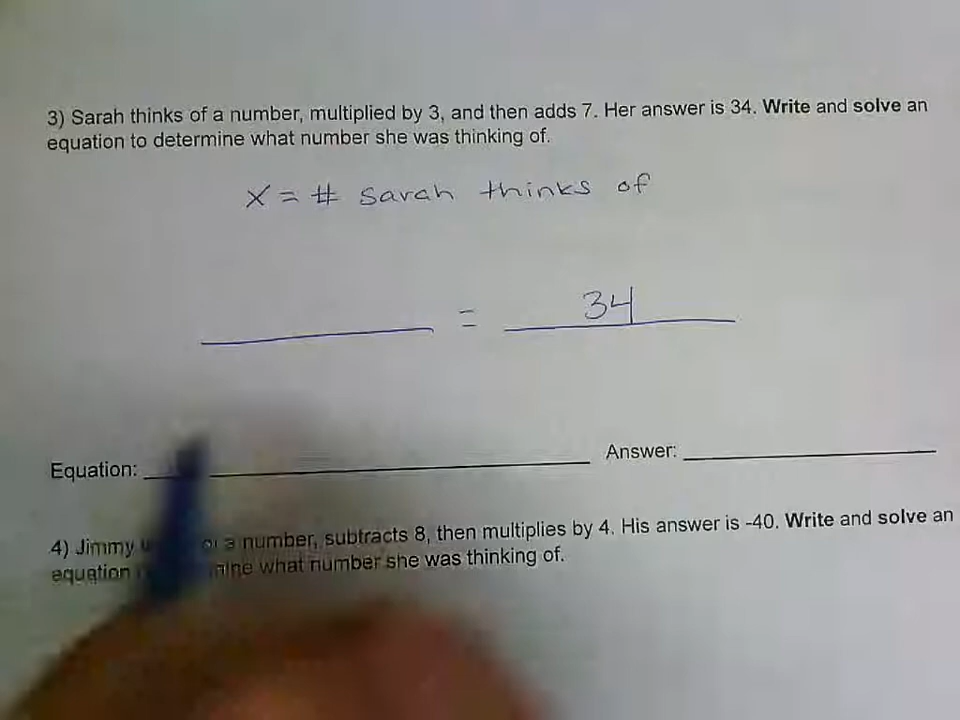 3) Sarah thinks of a number, multiplied by 3, and then adds 7. Her answer is 34. Write and solve an
equation to determine what number she was thinking of.
x = # sarah thinks of
= 34
Equation: Answer:
4) Jimmy a number, subtracts 8, then multiplies by 4. His answer is -40. Write and solve an
equation what number she was thinking of.